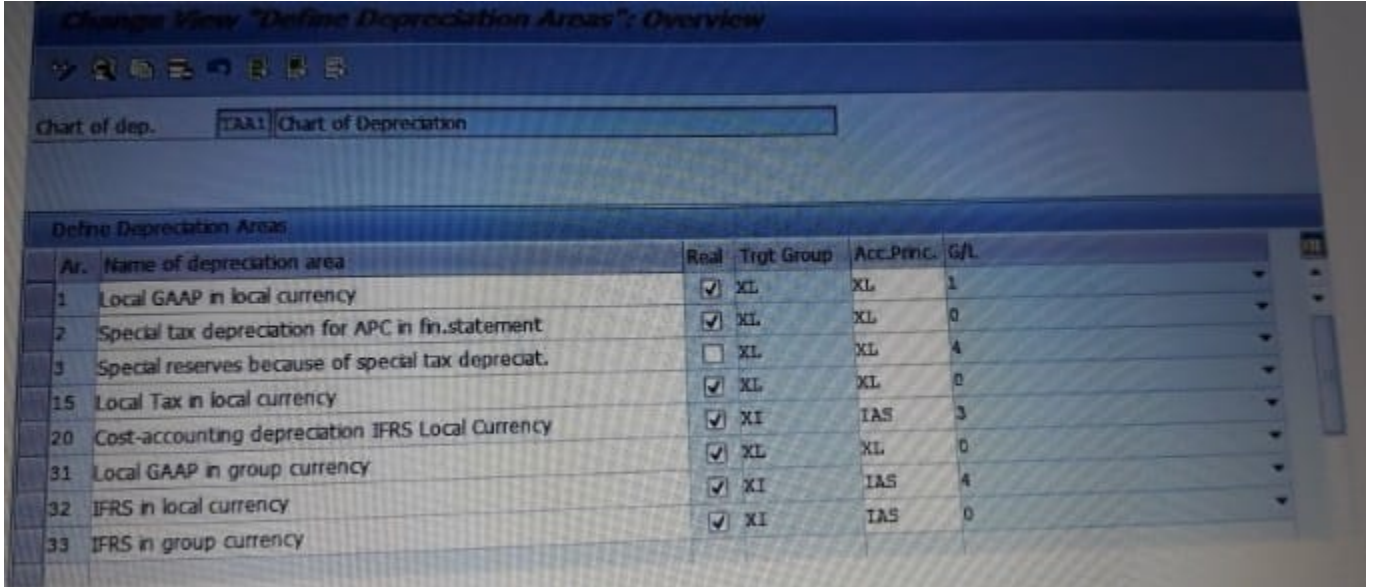 Change View "Define Depreciation Areas": Overview
Chart of dep. TAA1 Chart of Depreciation
Define Depreciation Areas
Ar. Name of depreciation area Real Trgt Group Acc.Princ. G/L
1 Local GAAP in local currency XL XL 1
2 Special tax depreciation for APC in fin.statement XL XL 0
3 Special reserves because of special tax depreciat. XL XL 4
15 Local Tax in local currency XL XL 0
20 Cost-accounting depreciation IFRS Local Currency XI IAS 3
31 Local GAAP in group currency XL XL 0
32 IFRS in local currency XI IAS 4
33 IFRS in group currency XI IAS 0